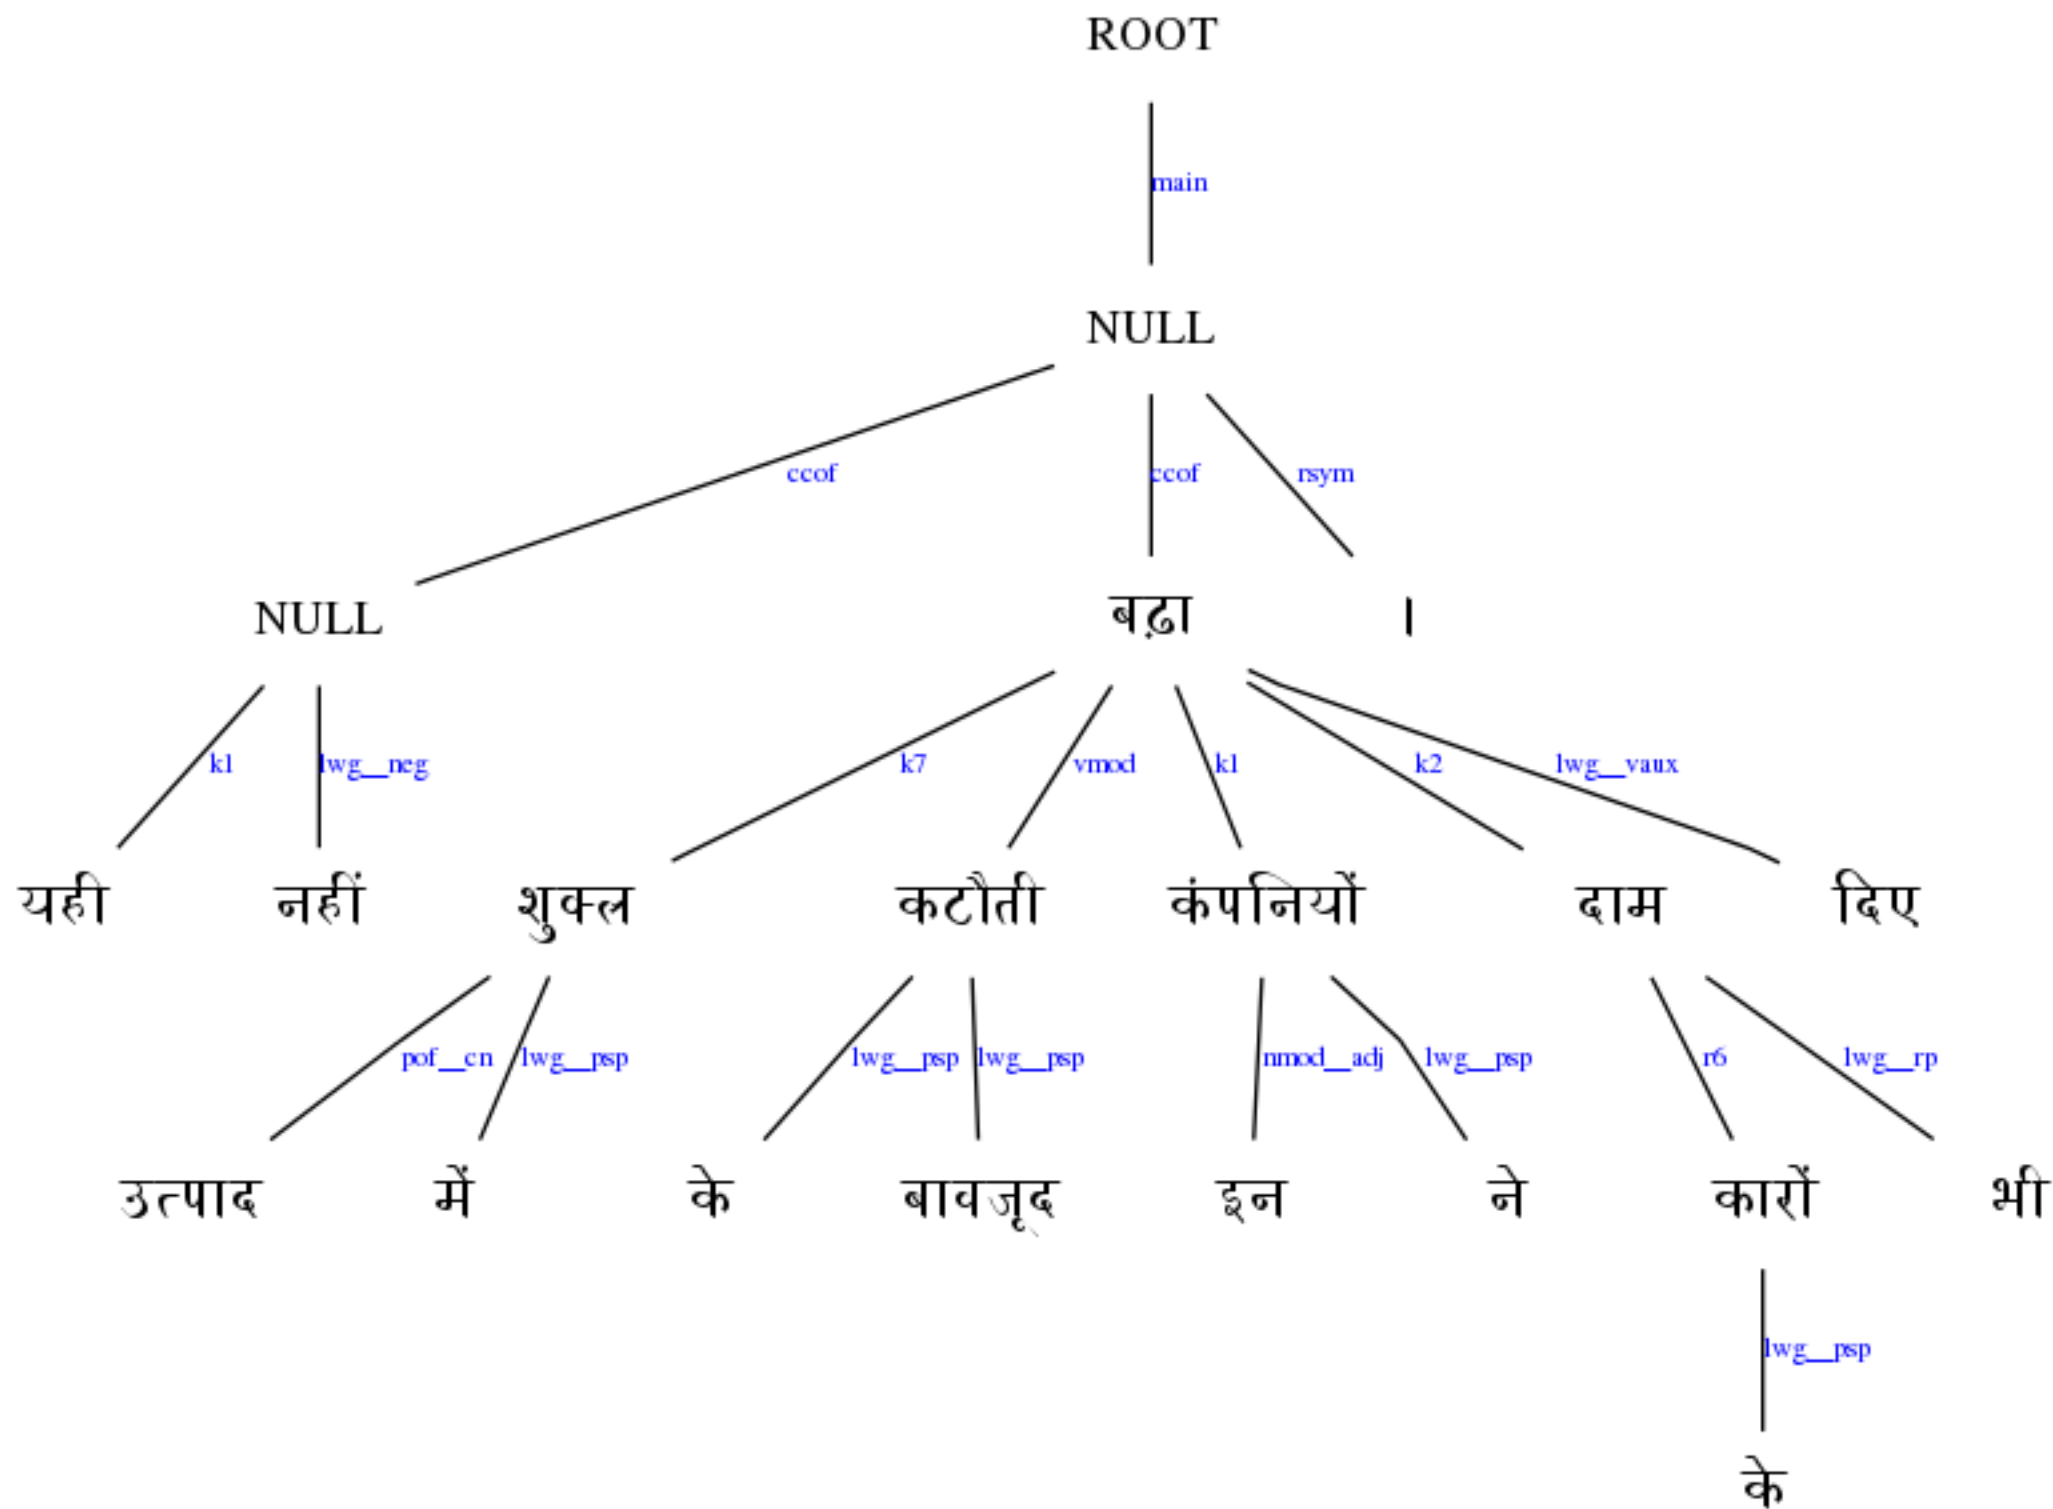 ROOT
main
NULL
ccof ccof rsym
NULL बढ़ा ।
k1 lwg__neg k7 vmod k1 k2 lwg__vaux
यही नहीं शुक्ल कटौती कंपनियों दाम दिए
pof__cn lwg__psp lwg__psp lwg__psp nmod__adj lwg__psp r6 lwg__rp
उत्पाद में के बावजूद इन ने कारों भी
lwg__psp
के